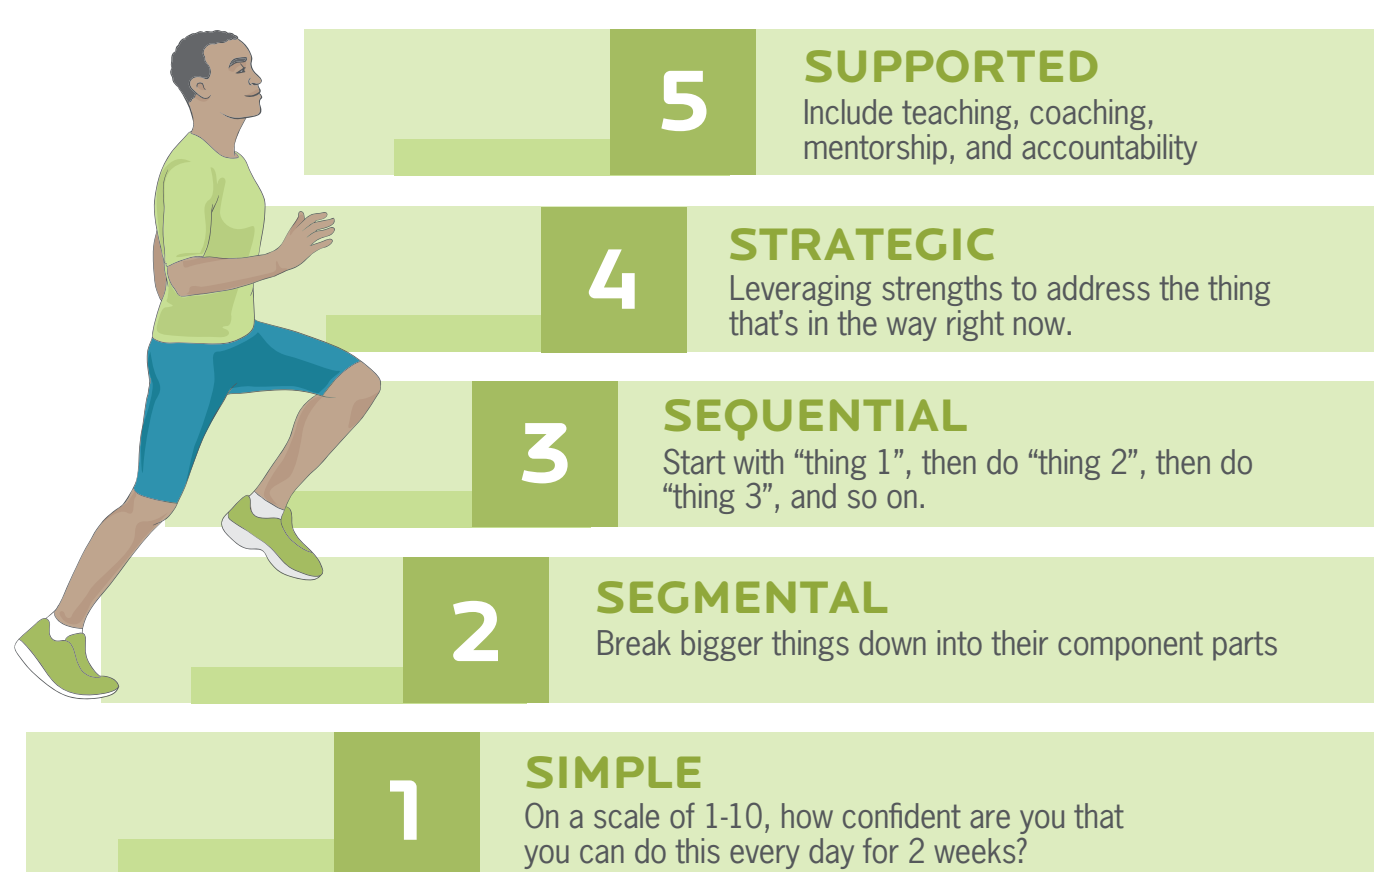 5
SUPPORTED
Include teaching, coaching,
mentorship, and accountability
4
STRATEGIC
Leveraging strengths to address the thing
that’s in the way right now.
3
SEQUENTIAL
Start with “thing 1”, then do “thing 2”, then do
“thing 3”, and so on.
2
SEGMENTAL
Break bigger things down into their component parts
1
SIMPLE
On a scale of 1-10, how confident are you that
you can do this every day for 2 weeks?